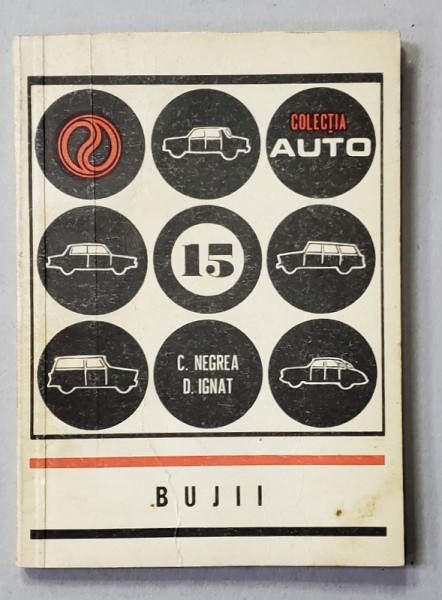 COLECȚIA
AUTO
15
C. NEGREA
D. IGNAT
BUJII